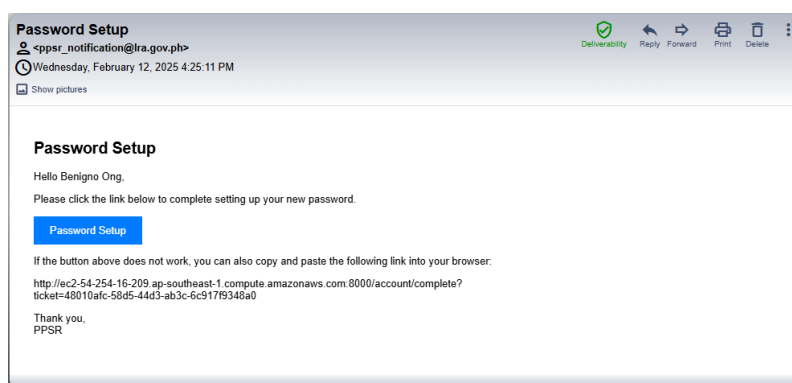 Password Setup
<ppsr_notification@lra.gov.ph>
Wednesday, February 12, 2025 4:25:11 PM
Show pictures
Deliverability
Reply
Forward
Print
Delete
Password Setup
Hello Benigno Ong,
Please click the link below to complete setting up your new password.
Password Setup
If the button above does not work, you can also copy and paste the following link into your browser:
http://ec2-54-254-16-209.ap-southeast-1.compute.amazonaws.com:8000/account/complete?
ticket=48010afc-58d5-44d3-ab3c-6c917f9348a0
Thank you,
PPSR